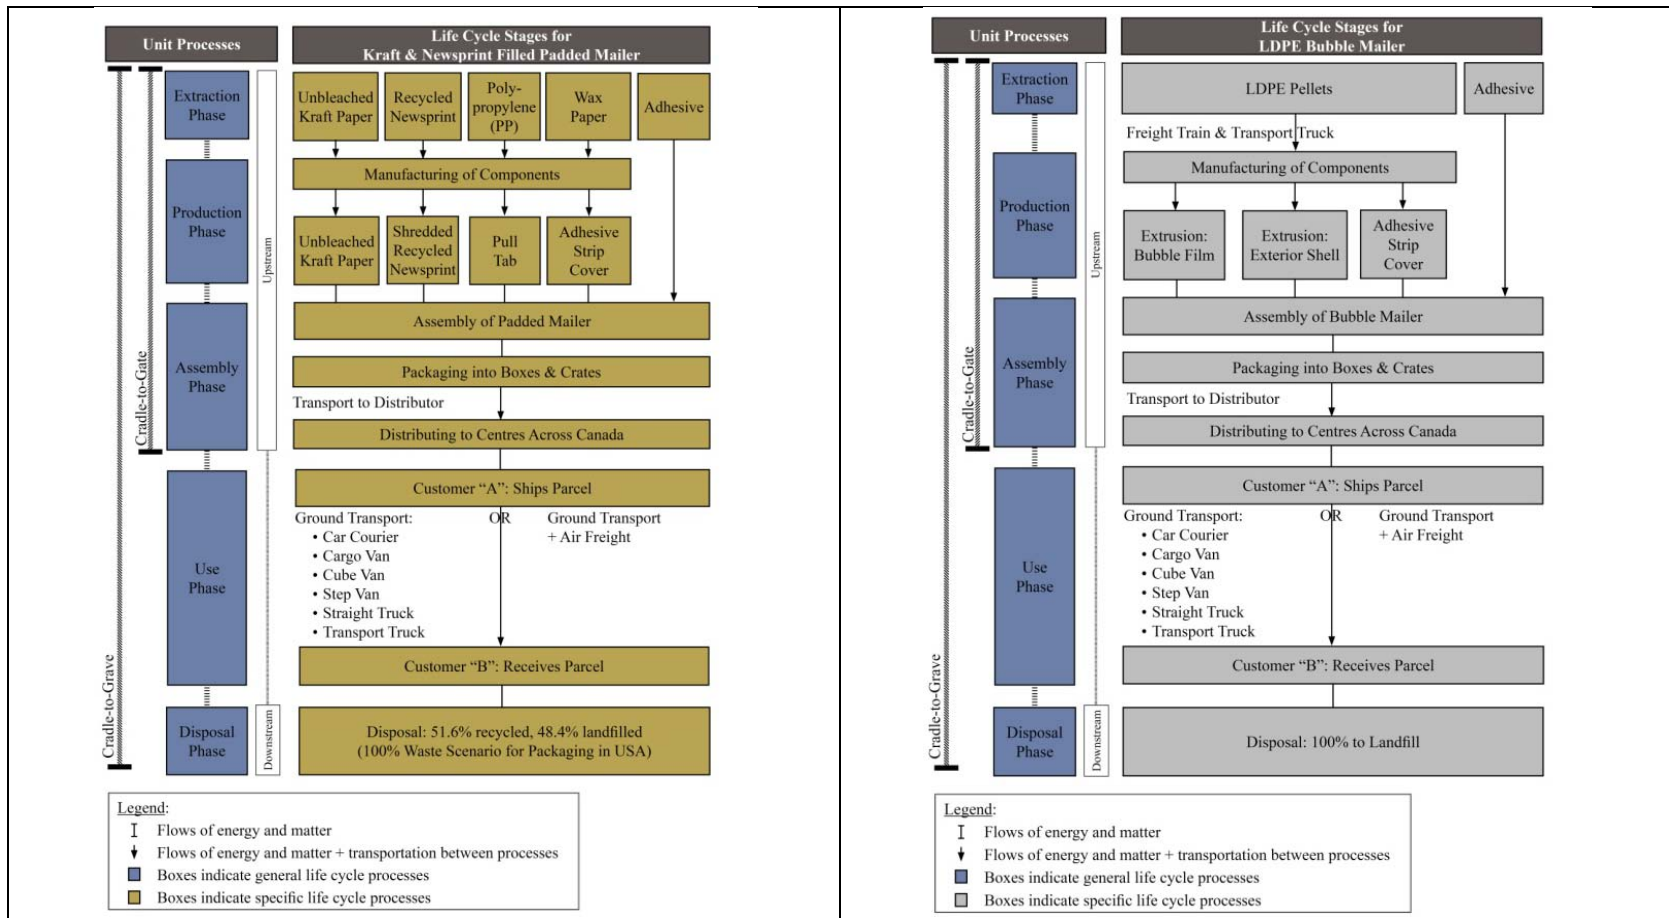 Unit Processes
Life Cycle Stages for
Kraft & Newsprint Filled Padded Mailer
Cradle-to-Grave
Cradle-to-Gate
Extraction
Phase
Production
Phase
Assembly
Phase
Use
Phase
Disposal
Phase
Upstream
Downstream
Unbleached
Kraft Paper
Recycled
Newsprint
Poly-
propylene
(PP)
Wax
Paper
Adhesive
Manufacturing of Components
Unbleached
Kraft Paper
Shredded
Recycled
Newsprint
Pull
Tab
Adhesive
Strip
Cover
Assembly of Padded Mailer
Packaging into Boxes & Crates
Transport to Distributor
Distributing to Centres Across Canada
Customer “A”: Ships Parcel
Ground Transport:
• Car Courier
• Cargo Van
• Cube Van
• Step Van
• Straight Truck
• Transport Truck
OR
Ground Transport
+ Air Freight
Customer “B”: Receives Parcel
Disposal: 51.6% recycled, 48.4% landfilled
(100% Waste Scenario for Packaging in USA)
Legend:
Flows of energy and matter
Flows of energy and matter + transportation between processes
Boxes indicate general life cycle processes
Boxes indicate specific life cycle processes
Unit Processes
Life Cycle Stages for
LDPE Bubble Mailer
Cradle-to-Grave
Cradle-to-Gate
Extraction
Phase
Production
Phase
Assembly
Phase
Use
Phase
Disposal
Phase
Upstream
Downstream
LDPE Pellets
Adhesive
Freight Train & Transport Truck
Manufacturing of Components
Extrusion:
Bubble Film
Extrusion:
Exterior Shell
Adhesive
Strip
Cover
Assembly of Bubble Mailer
Packaging into Boxes & Crates
Transport to Distributor
Distributing to Centres Across Canada
Customer “A”: Ships Parcel
Ground Transport:
• Car Courier
• Cargo Van
• Cube Van
• Step Van
• Straight Truck
• Transport Truck
OR
Ground Transport
+ Air Freight
Customer “B”: Receives Parcel
Disposal: 100% to Landfill
Legend:
Flows of energy and matter
Flows of energy and matter + transportation between processes
Boxes indicate general life cycle processes
Boxes indicate specific life cycle processes